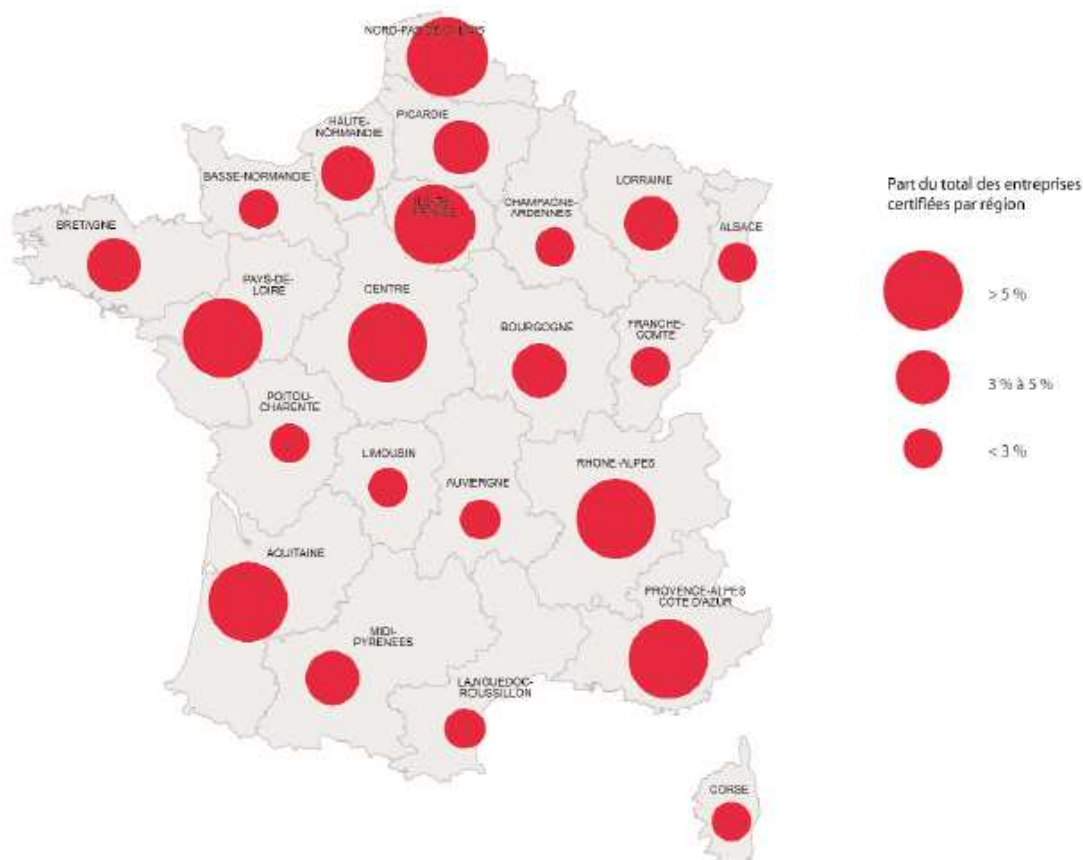 NORD-PAS DE CALAIS
PICARDIE
HAUTE-
NORMANDIE
BASSE-NORMANDIE
LORRAINE
CHAMPAGNE-
ARDENNES
ALSACE
BRETAGNE
PAYS-DE-
LOIRE
CENTRE
BOURGOGNE
FRANCHE-
COMTE
POITOU-
CHARENTE
LIMOUSIN
AUVERGNE
RHONE-ALPES
AQUITAINE
PROVENCE-ALPES
COTE D'AZUR
MIDI-
PYRENEES
LANGUEDOC-
ROUSSILLON
CORSE
Part du total des entreprises
certifiées par région
> 5 %
3 % à 5 %
< 3 %